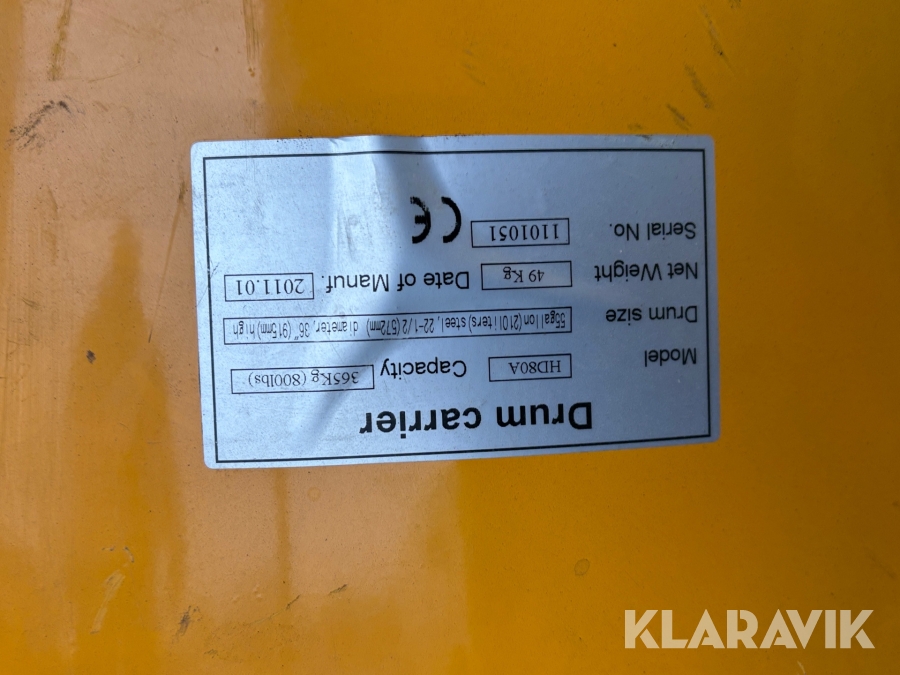 Drum carrier
Model HD80A Capacity 365Kg (800lbs)
Drum size 55gallon(210liters)steel, 22-1/2(572mm) diameter, 36"(915mm)high
Net Weight 49 Kg Date of Manuf. 2011.01
Serial No. 1101051 CE
KLARAVIK